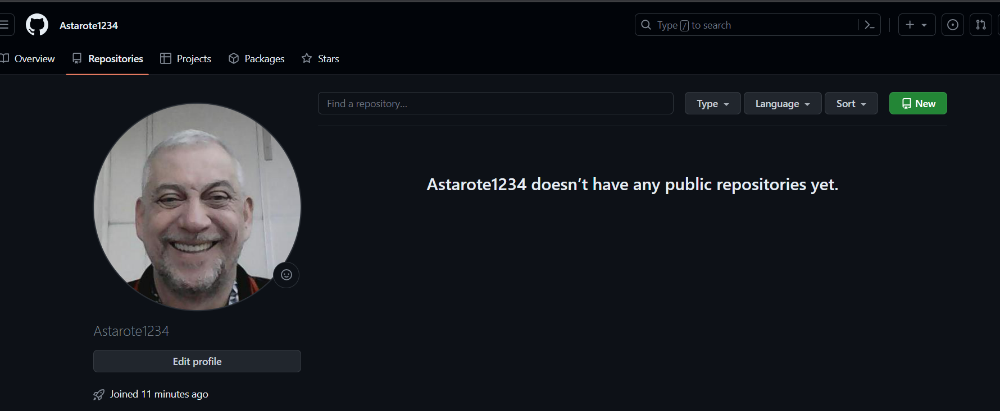 Astarote1234
Type / to search
Overview Repositories Projects Packages Stars
Find a repository...
Type Language Sort New
Astarote1234 doesn’t have any public repositories yet.
Astarote1234
Edit profile
Joined 11 minutes ago